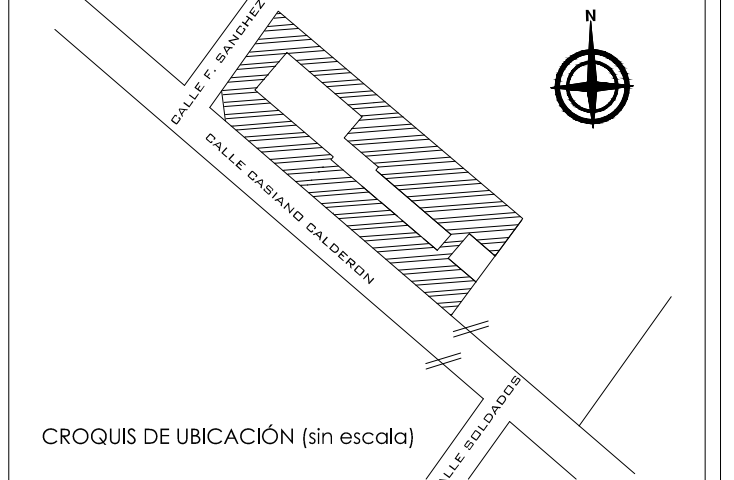 N
CALLE F. SANCHEZ
CALLE CASIANO CALDERON
CALLE SOLDADOS
CROQUIS DE UBICACIÓN (sin escala)